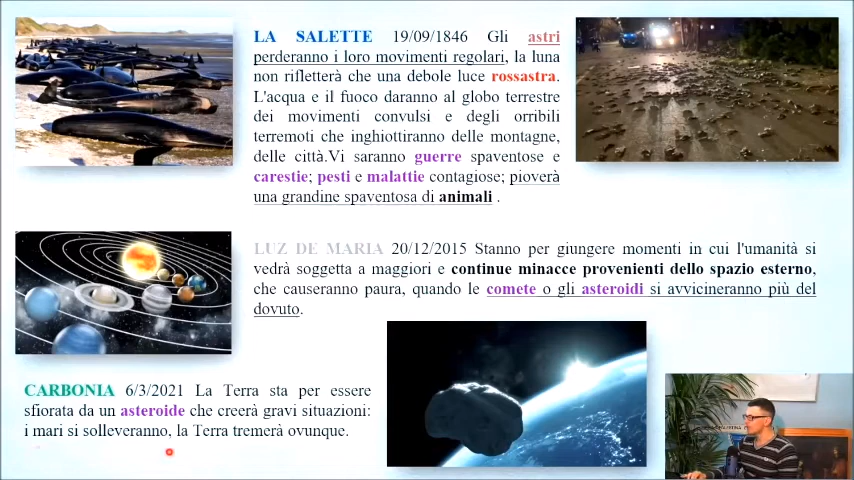 LA SALETTE 19/09/1846 Gli astri
perderanno i loro movimenti regolari, la luna
non rifletterà che una debole luce rossastra.
L'acqua e il fuoco daranno al globo terrestre
dei movimenti convulsi e degli orribili
terremoti che inghiottiranno delle montagne,
delle città.Vi saranno guerre spaventose e
carestie; pesti e malattie contagiose; pioverà
una grandine spaventosa di animali .
LUZ DE MARIA 20/12/2015 Stanno per giungere momenti in cui l'umanità si
vedrà soggetta a maggiori e continue minacce provenienti dello spazio esterno,
che causeranno paura, quando le comete o gli asteroidi si avvicineranno più del
dovuto.
CARBONIA 6/3/2021 La Terra sta per essere
sfiorata da un asteroide che creerà gravi situazioni:
i mari si solleveranno, la Terra tremerà ovunque.